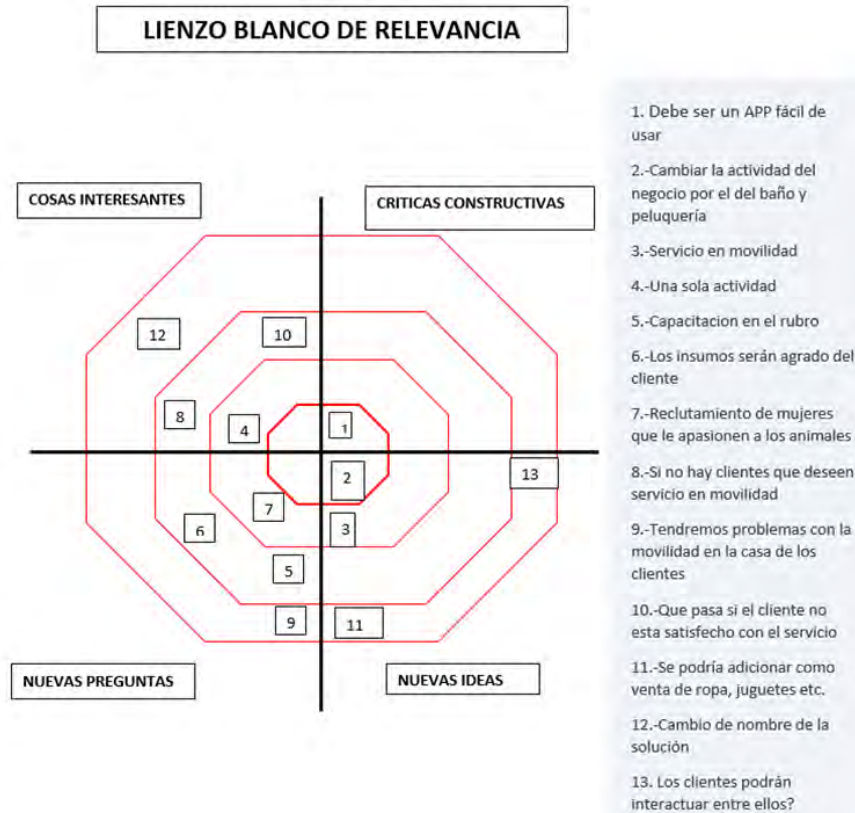 LIENZO BLANCO DE RELEVANCIA
COSAS INTERESANTES
CRITICAS CONSTRUCTIVAS
12
10
8
4
1
2
13
7
6
3
5
9
11
NUEVAS PREGUNTAS
NUEVAS IDEAS
1. Debe ser un APP fácil de
usar
2.-Cambiar la actividad del
negocio por el del baño y
peluquería
3.-Servicio en movilidad
4.-Una sola actividad
5.-Capacitacion en el rubro
6.-Los insumos serán agrado del
cliente
7.-Reclutamiento de mujeres
que le apasionen a los animales
8.-Si no hay clientes que deseen
servicio en movilidad
9.-Tendremos problemas con la
movilidad en la casa de los
clientes
10.-Que pasa si el cliente no
esta satisfecho con el servicio
11.-Se podría adicionar como
venta de ropa, juguetes etc.
12.-Cambio de nombre de la
solución
13. Los clientes podrán
interactuar entre ellos?